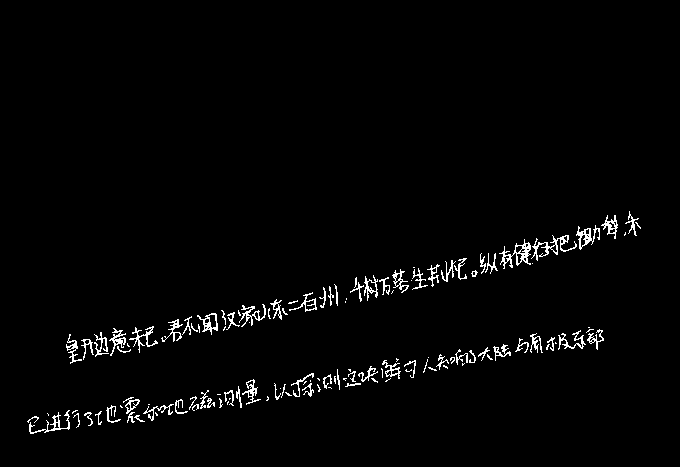 皇开边意未已。君不闻汉家山东二百州,千村万落生荆杞。纵有健妇把锄犁,禾
已进行了地震和地磁测量,以探测这块鲜为人知的大陆与南极东部